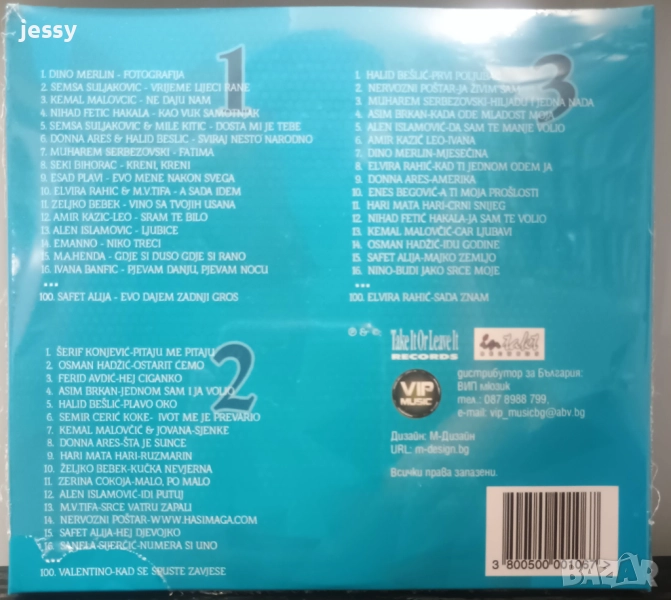 jessy
1
1. DINO MERLIN - FOTOGRAFIJA
2. SEMSA SULJAKOVIC - VRIJEME LIJECI RANE
3. KEMAL MALOVCIC - NE DAJU NAM
4. NIHAD FETIC HAKALA - KAO VUK SAMOTNJAK
5. SEMSA SULJAKOVIC & MILE KITIC - DOSTA MI JE TEBE
6. DONNA ARES & HALID BESLIC - SVIRAJ NESTO NARODNO
7. MUHAREM SERBEZOVSKI - FATIMA
8. SEKI BIHORAC - KRENI, KRENI
9. ESAD PLAVI - EVO MENE NAKON SVEGA
10. ELVIRA RAHIC & M.V.TIFA - A SADA IDEM
11. ZELJKO BEBEK - VINO SA TVOJIH USANA
12. AMIR KAZIC-LEO - SRAM TE BILO
13. ALEN ISLAMOVIC - LJUBICE
14. EMANNO - NIKO TRECI
15. M.A.HENDA - GDJE SI DUSO GDJE SI RANO
16. IVANA BANFIC - PJEVAM DANJU, PJEVAM NOCU
...
100. SAFET ALIJA - EVO DAJEM ZADNJI GROS
3
1. HALID BEŠLIĆ-PRVI POLJUB
2. NERVOZNI POŠTAR-JA ŽIVIM SAM
3. MUHAREM SERBEZOVSKI-HILJADU I JEDNA NADA
4. ASIM BRKAN-KADA ODE MLADOST MOJA
5. ALEN ISLAMOVIĆ-DA SAM TE MANJE VOLIO
6. AMIR KAZIĆ LEO-IVANA
7. DINO MERLIN-MJESEČINA
8. ELVIRA RAHIĆ-KAD TI JEDNOM ODEM JA
9. DONNA ARES-AMERIKA
10. ENES BEGOVIĆ-A TI MOJA PROŠLOSTI
11. HARI MATA HARI-CRNI SNIJEG
12. NIHAD FETIĆ HAKALA-JA SAM TE VOLIO
13. KEMAL MALOVČIĆ-CAR LJUBAVI
14. OSMAN HADŽIĆ-IDU GODINE
15. SAFET ALIJA-MAJKO ZEMLJO
16. NINO-BUDI JAKO SRCE MOJE
...
100. ELVIRA RAHIĆ-SADA ZNAM
2
1. ŠERIF KONJEVIĆ-PITAJU ME PITAJU
2. OSMAN HADŽIĆ-OSTARIT ĆEMO
3. FERID AVDIĆ-HEJ CIGANKO
4. ASIM BRKAN-JEDNOM SAM I JA VOLIO
5. HALID BEŠLIĆ-PLAVO OKO
6. SEMIR CERIĆ KOKE- IVOT ME JE PREVARIO
7. KEMAL MALOVČIĆ & JOVANA-SJENKE
8. DONNA ARES-ŠTA JE SUNCE
9. HARI MATA HARI-RUZMARIN
10. ŽELJKO BEBEK-KUČKA NEVJERNA
11. ZERINA COKOJA-MALO, PO MALO
12. ALEN ISLAMOVIĆ-IDI PUTUJ
13. M.V.TIFA-SRCE VATRU ZAPALI
14. NERVOZNI POŠTAR-WWW.HASIMAGA.COM
15. SAFET ALIJA-HEJ DJEVOJKO
16. SANELA SIJERČIĆ-NUMERA SI UNO
...
100. VALENTINO-KAD SE SPUSTE ZAVJESE
℗ & ©
Take It Or Leave It
RECORDS
VIP
MUSIC
дистрибутор за България:
ВИП мюзик
тел.: 087 8988 799,
e-mail: vip_musicbg@abv.bg
Дизайн: М-Дизайн
URL: m-design.bg
Всички права запазени.
3 800500 001067
BAZAR